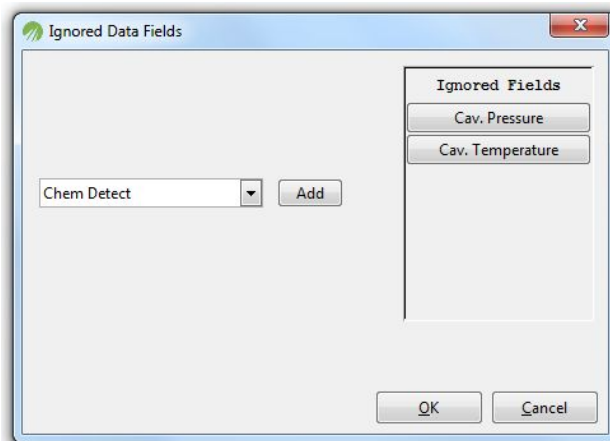 Ignored Data Fields
Ignored Fields
Cav. Pressure
Cav. Temperature
Chem Detect
Add
OK
Cancel